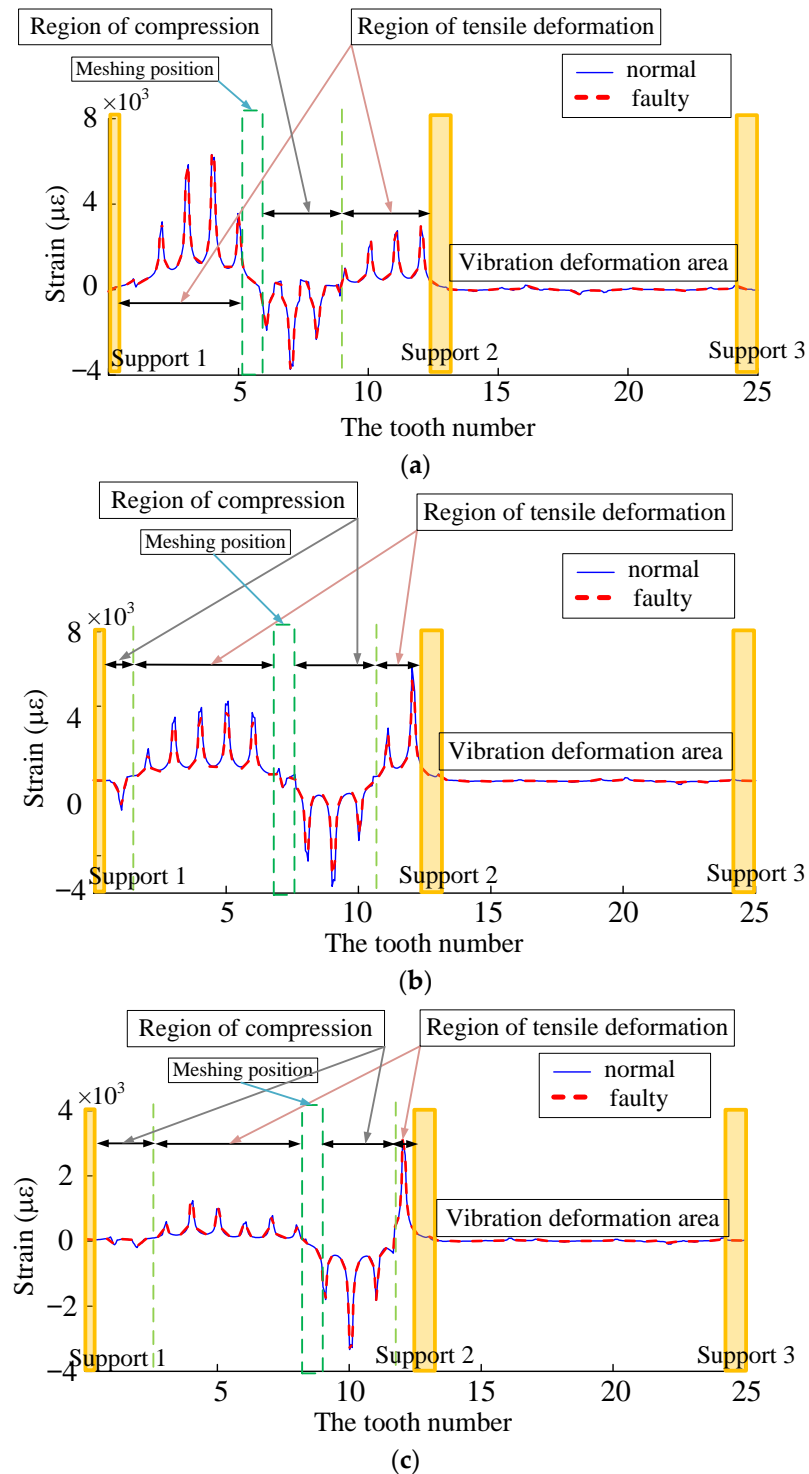 Region of compression
Region of tensile deformation
Meshing position
normal
faulty
×10³
8
4
0
−4
Strain (με)
Vibration deformation area
Support 1
Support 2
Support 3
5
10
15
20
25
The tooth number
(a)
Region of compression
Region of tensile deformation
Meshing position
normal
faulty
×10³
8
4
0
−4
Strain (με)
Vibration deformation area
Support 1
Support 2
Support 3
5
10
15
20
25
The tooth number
(b)
Region of compression
Region of tensile deformation
Meshing position
normal
faulty
×10³
4
2
0
−2
−4
Strain (με)
Vibration deformation area
Support 1
Support 2
Support 3
5
10
15
20
25
The tooth number
(c)